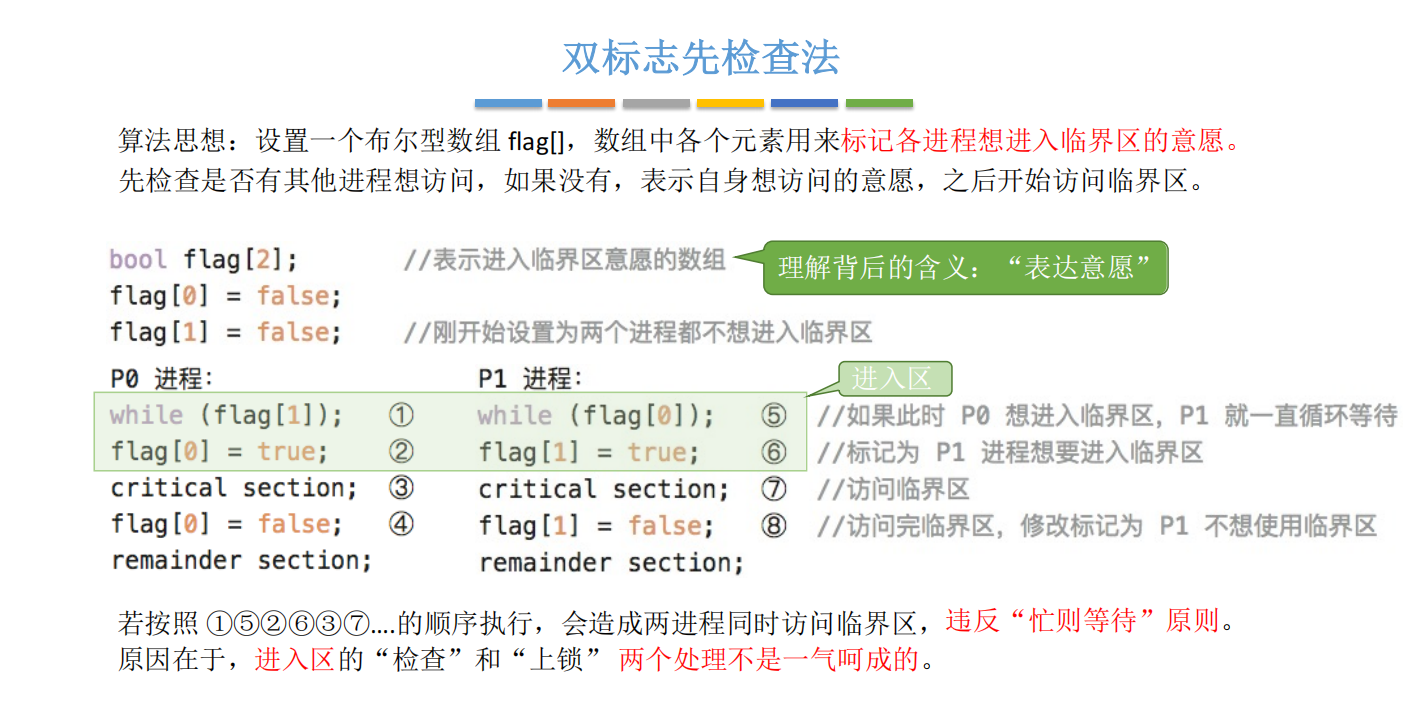 双标志先检查法
算法思想：设置一个布尔型数组 flag[]，数组中各个元素用来标记各进程想进入临界区的意愿。
先检查是否有其他进程想访问，如果没有，表示自身想访问的意愿，之后开始访问临界区。
bool flag[2]; //表示进入临界区意愿的数组
理解背后的含义：“表达意愿”
flag[0] = false;
flag[1] = false; //刚开始设置为两个进程都不想进入临界区
P0 进程： P1 进程：
进入区
while (flag[1]); ① while (flag[0]); ⑤ //如果此时 P0 想进入临界区，P1 就一直循环等待
flag[0] = true; ② flag[1] = true; ⑥ //标记为 P1 进程想要进入临界区
critical section; ③ critical section; ⑦ //访问临界区
flag[0] = false; ④ flag[1] = false; ⑧ //访问完临界区，修改标记为 P1 不想使用临界区
remainder section; remainder section;
若按照 ①⑤②⑥③⑦….的顺序执行，会造成两进程同时访问临界区，违反“忙则等待”原则。
原因在于，进入区的“检查”和“上锁” 两个处理不是一气呵成的。